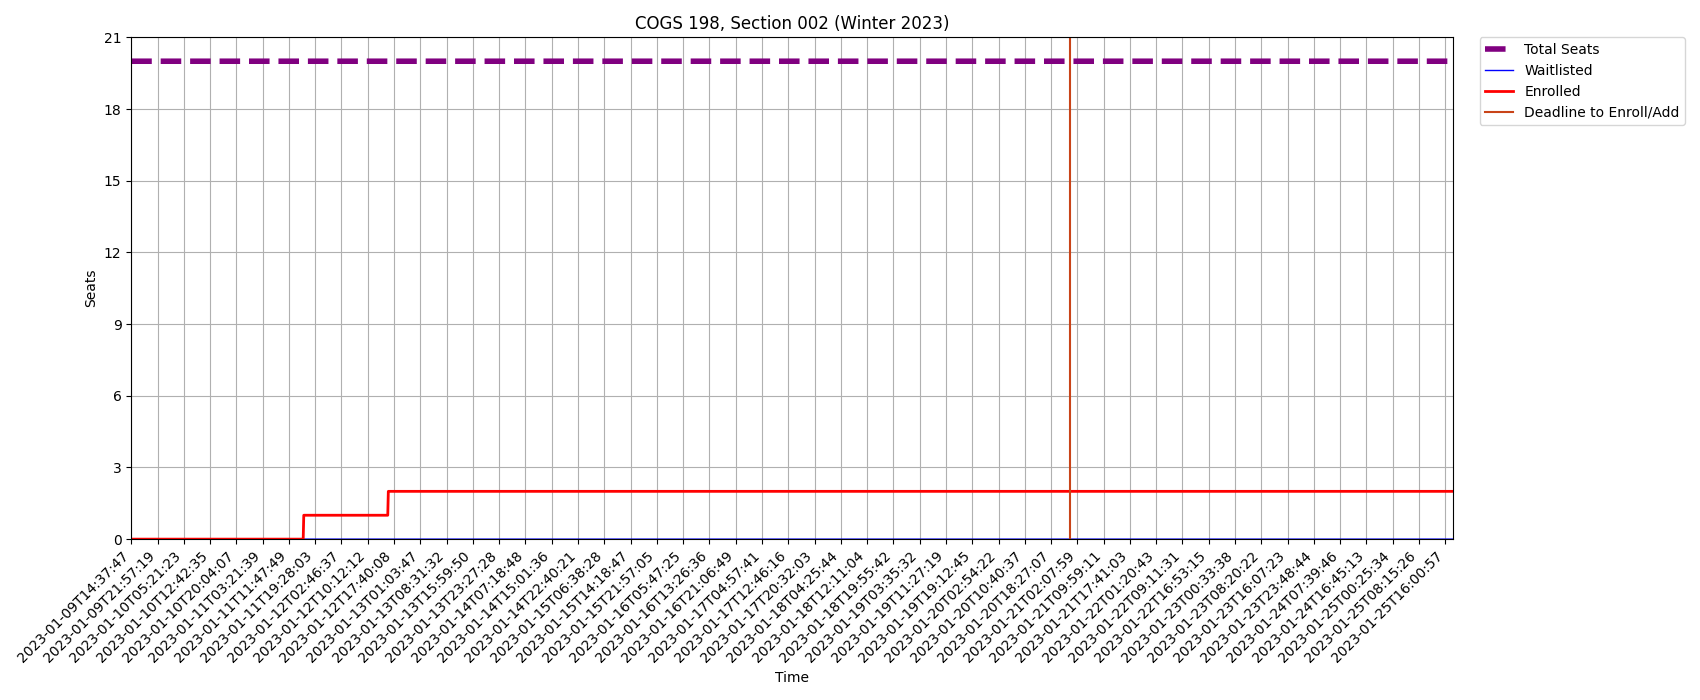 COGS 198, Section 002 (Winter 2023)
Total Seats
Waitlisted
Enrolled
Deadline to Enroll/Add
Seats
21
18
15
12
9
6
3
0
2023-01-09T14:37:47
2023-01-09T21:57:19
2023-01-10T05:21:23
2023-01-10T12:42:35
2023-01-10T20:04:07
2023-01-11T03:21:39
2023-01-11T11:47:49
2023-01-11T19:28:03
2023-01-12T02:46:37
2023-01-12T10:12:12
2023-01-12T17:40:08
2023-01-13T01:03:47
2023-01-13T08:31:32
2023-01-13T15:59:50
2023-01-13T23:27:28
2023-01-14T07:18:48
2023-01-14T15:01:36
2023-01-14T22:40:21
2023-01-15T06:38:28
2023-01-15T14:18:47
2023-01-15T21:57:05
2023-01-16T05:47:25
2023-01-16T13:26:36
2023-01-16T21:06:49
2023-01-17T04:57:41
2023-01-17T12:46:16
2023-01-17T20:32:03
2023-01-18T04:25:44
2023-01-18T12:11:04
2023-01-18T19:55:42
2023-01-19T03:35:32
2023-01-19T11:27:19
2023-01-19T19:12:45
2023-01-20T02:54:22
2023-01-20T10:40:37
2023-01-20T18:27:07
2023-01-21T02:07:59
2023-01-21T09:59:11
2023-01-21T17:41:03
2023-01-22T01:20:43
2023-01-22T09:11:31
2023-01-22T16:53:15
2023-01-23T00:33:38
2023-01-23T08:20:22
2023-01-23T16:07:23
2023-01-23T23:48:44
2023-01-24T07:39:46
2023-01-24T16:45:13
2023-01-25T00:25:34
2023-01-25T08:15:26
2023-01-25T16:00:57
Time